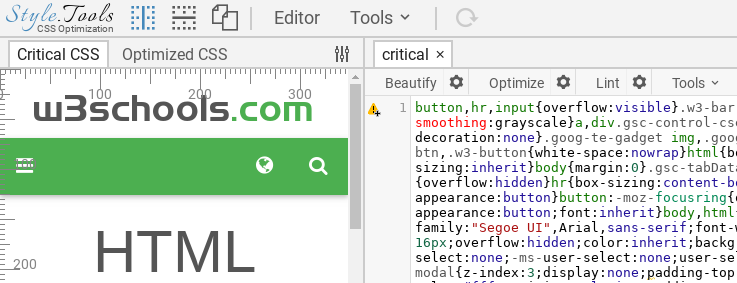 Style.Tools
CSS Optimization
Editor
Tools
Critical CSS
Optimized CSS
100
200
300
w3schools.com
HTML
200
critical ×
Beautify
Optimize
Lint
Tools
1
button,hr,input{overflow:visible}.w3-bar
smoothing:grayscale}a,div.gsc-control-cs
decoration:none}.goog-te-gadget img,.goo
btn,.w3-button{white-space:nowrap}html{b
sizing:inherit}body{margin:0}.gsc-tabData
{overflow:hidden}hr{box-sizing:content-b
appearance:button}button:-moz-focusring{
appearance:button;font:inherit}body,html
family:"Segoe UI",Arial,sans-serif;font-w
16px;overflow:hidden;color:inherit;backg
select:none;-ms-user-select:none;user-se
modal{z-index:3;display:none;padding-top